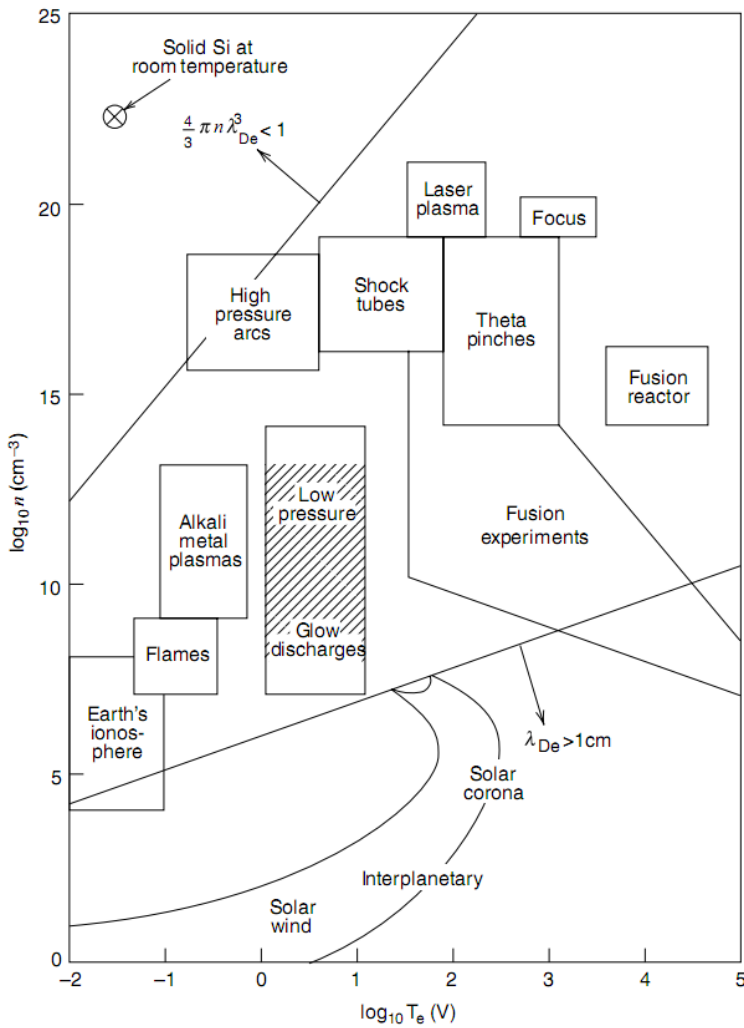 25
20
15
10
5
0
log₁₀ n (cm⁻³)
Solid Si at
room temperature
4/3 π n λ³De < 1
Laser
plasma
Focus
High
pressure
arcs
Shock
tubes
Theta
pinches
Fusion
reactor
Alkali
metal
plasmas
Low
pressure
Glow
discharges
Fusion
experiments
Flames
Earth's
ionos-
phere
λDe>1cm
Solar
corona
Interplanetary
Solar
wind
–2
–1
0
1
2
3
4
5
log₁₀ Tₑ (V)